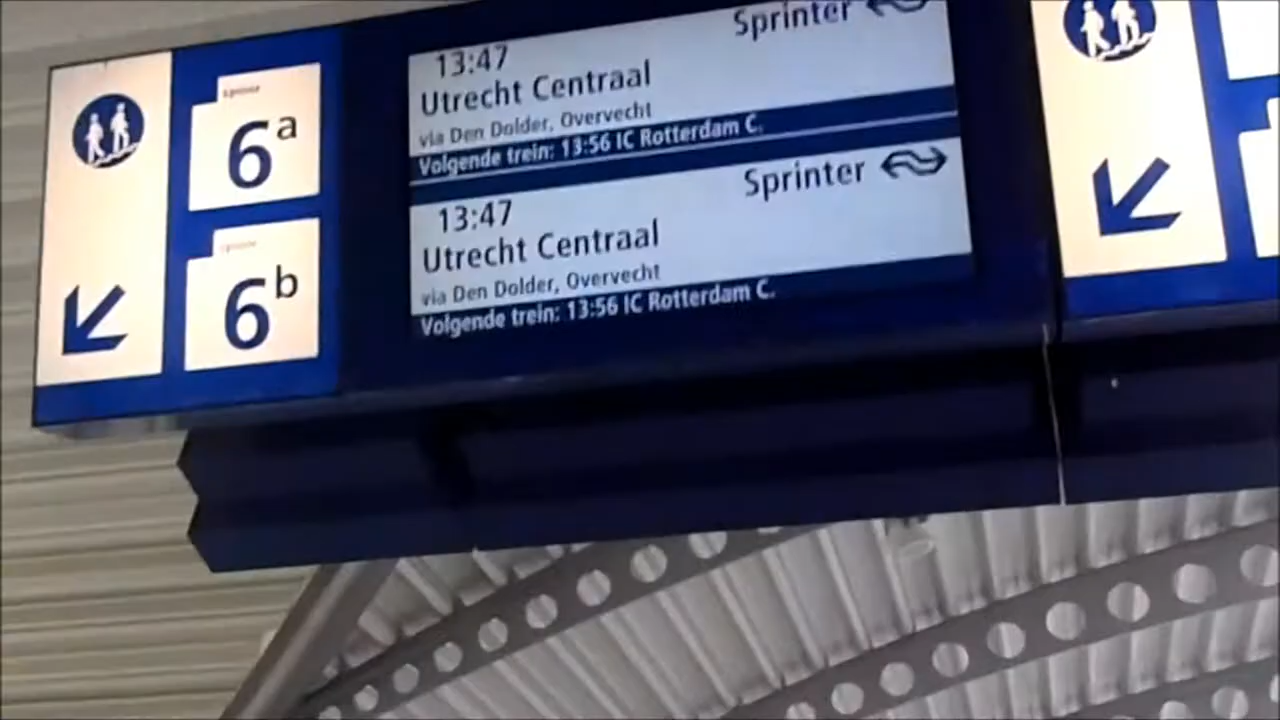 6a
6b
Sprinter
13:47
Utrecht Centraal
via Den Dolder, Overvecht
Volgende trein: 13:56 IC Rotterdam C.
Sprinter
13:47
Utrecht Centraal
via Den Dolder, Overvecht
Volgende trein: 13:56 IC Rotterdam C.